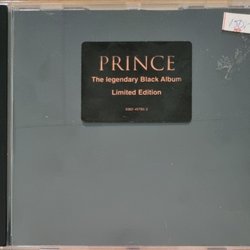 PRINCE
The legendary Black Album
Limited Edition